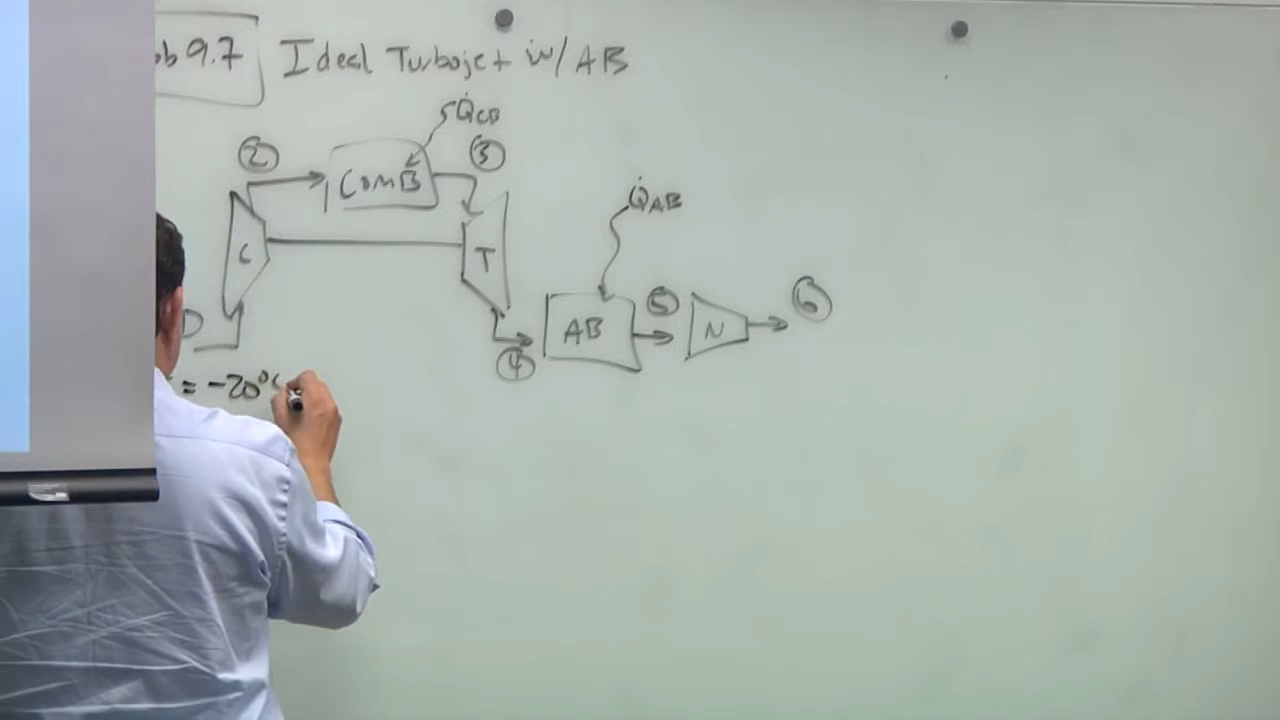 ob 9.7 Ideal Turbojet w/ AB
Q̇CB
2
3
COMB
Q̇AB
C
T
5
6
AB
N
4
= -20°C